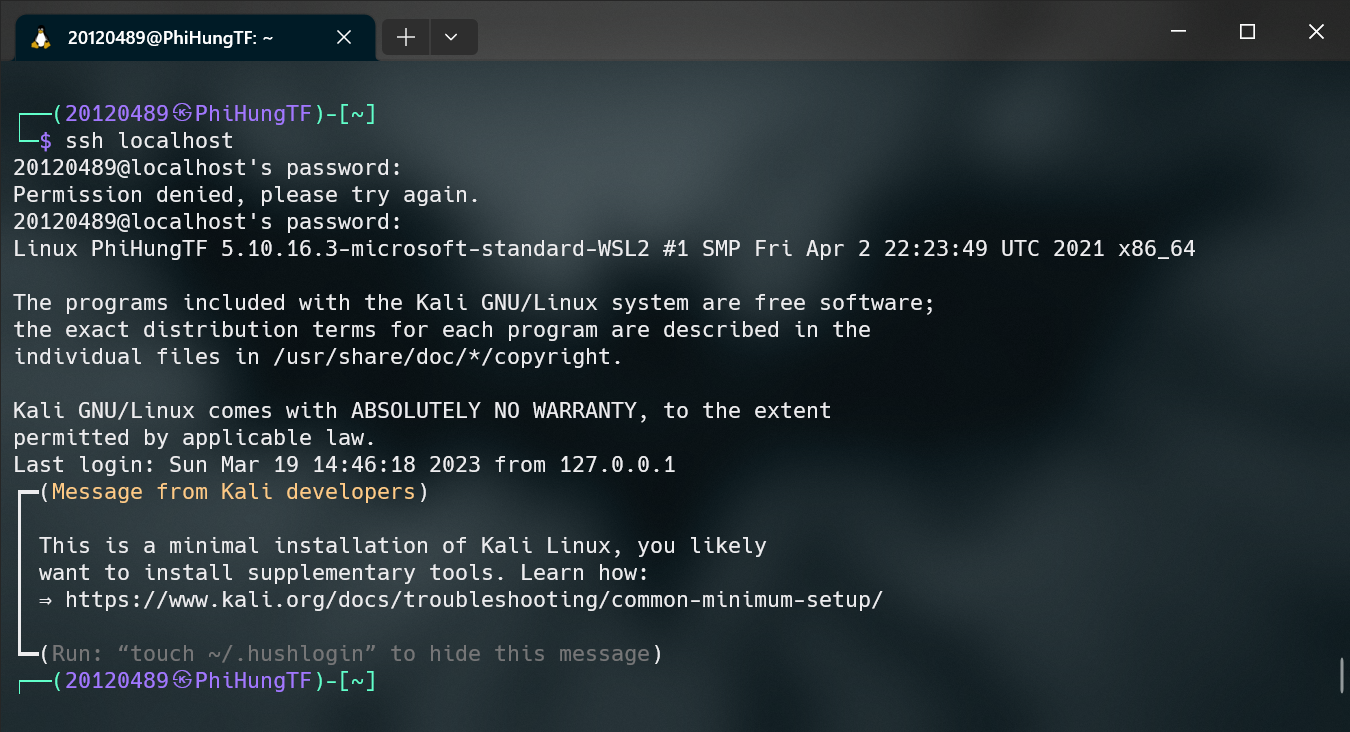 20120489@PhiHungTF: ~
┌──(20120489㉿PhiHungTF)-[~]
└─$ ssh localhost
20120489@localhost's password:
Permission denied, please try again.
20120489@localhost's password:
Linux PhiHungTF 5.10.16.3-microsoft-standard-WSL2 #1 SMP Fri Apr 2 22:23:49 UTC 2021 x86_64
The programs included with the Kali GNU/Linux system are free software;
the exact distribution terms for each program are described in the
individual files in /usr/share/doc/*/copyright.
Kali GNU/Linux comes with ABSOLUTELY NO WARRANTY, to the extent
permitted by applicable law.
Last login: Sun Mar 19 14:46:18 2023 from 127.0.0.1
┏━(Message from Kali developers)
┃ This is a minimal installation of Kali Linux, you likely
┃ want to install supplementary tools. Learn how:
┃ ⇒ https://www.kali.org/docs/troubleshooting/common-minimum-setup/
┗━(Run: “touch ~/.hushlogin” to hide this message)
┌──(20120489㉿PhiHungTF)-[~]